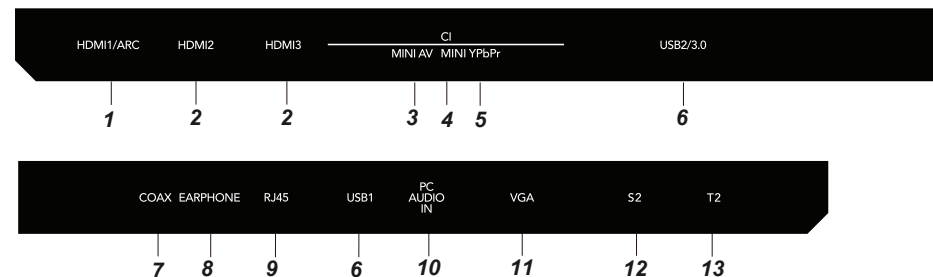 HDMI1/ARC HDMI2 HDMI3 CI USB2/3.0
MINI AV MINI YPbPr
1 2 2 3 4 5 6
COAX EARPHONE RJ45 USB1 PC AUDIO IN VGA S2 T2
7 8 9 6 10 11 12 13